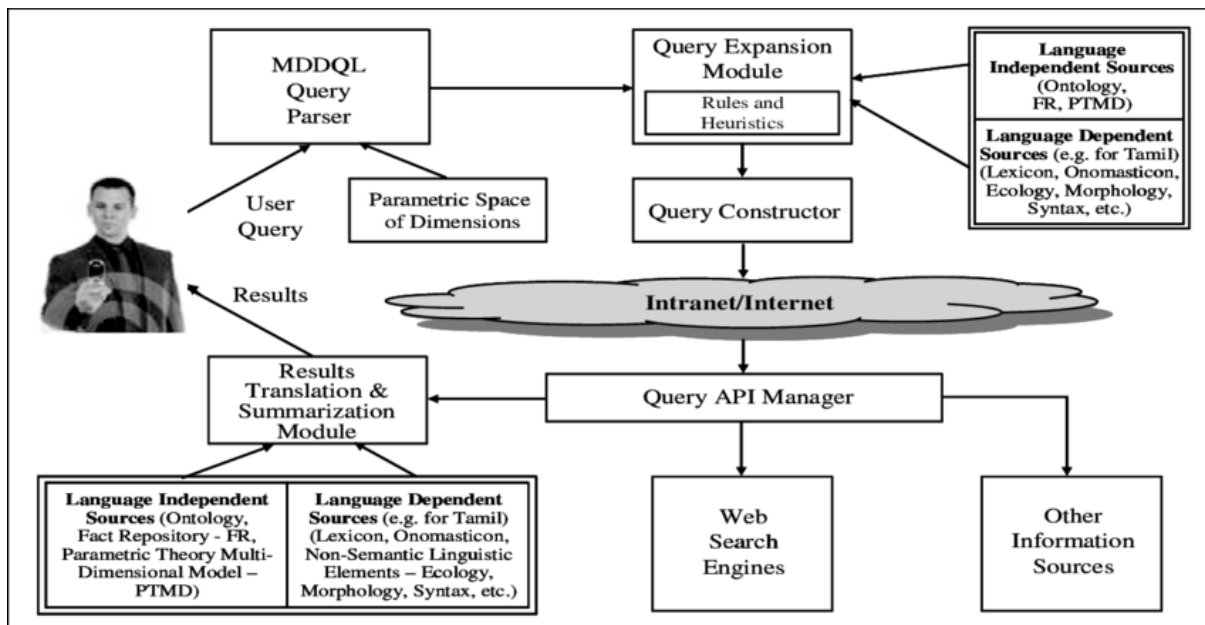 MDDQL
Query
Parser
Query Expansion
Module
Rules and
Heuristics
Language
Independent Sources
(Ontology,
FR, PTMD)
Language Dependent
Sources (e.g. for Tamil)
(Lexicon, Onomasticon,
Ecology, Morphology,
Syntax, etc.)
User
Query
Parametric Space
of Dimensions
Query Constructor
Results
Intranet/Internet
Results
Translation &
Summarization
Module
Query API Manager
Language Independent
Sources (Ontology,
Fact Repository - FR,
Parametric Theory Multi-
Dimensional Model –
PTMD)
Language Dependent
Sources (e.g. for Tamil)
(Lexicon, Onomasticon,
Non-Semantic Linguistic
Elements – Ecology,
Morphology, Syntax, etc.)
Web
Search
Engines
Other
Information
Sources